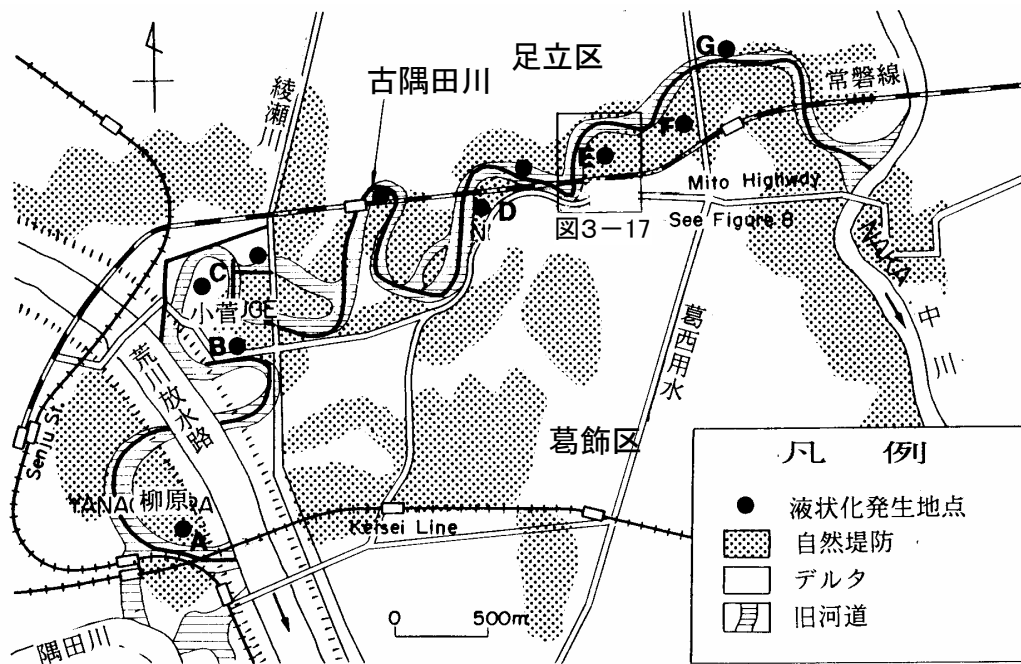 足立区
G
綾瀬川
古隅田川
常磐線
F
E
Mito Highway
D
図3-17
See Figure 8
NAKA
中川
C
小菅
B
荒川放水路
葛西用水
Senju St.
葛飾区
柳原
A
Keisei Line
0 500m
隅田川
凡 例
液状化発生地点
自然堤防
デルタ
旧河道